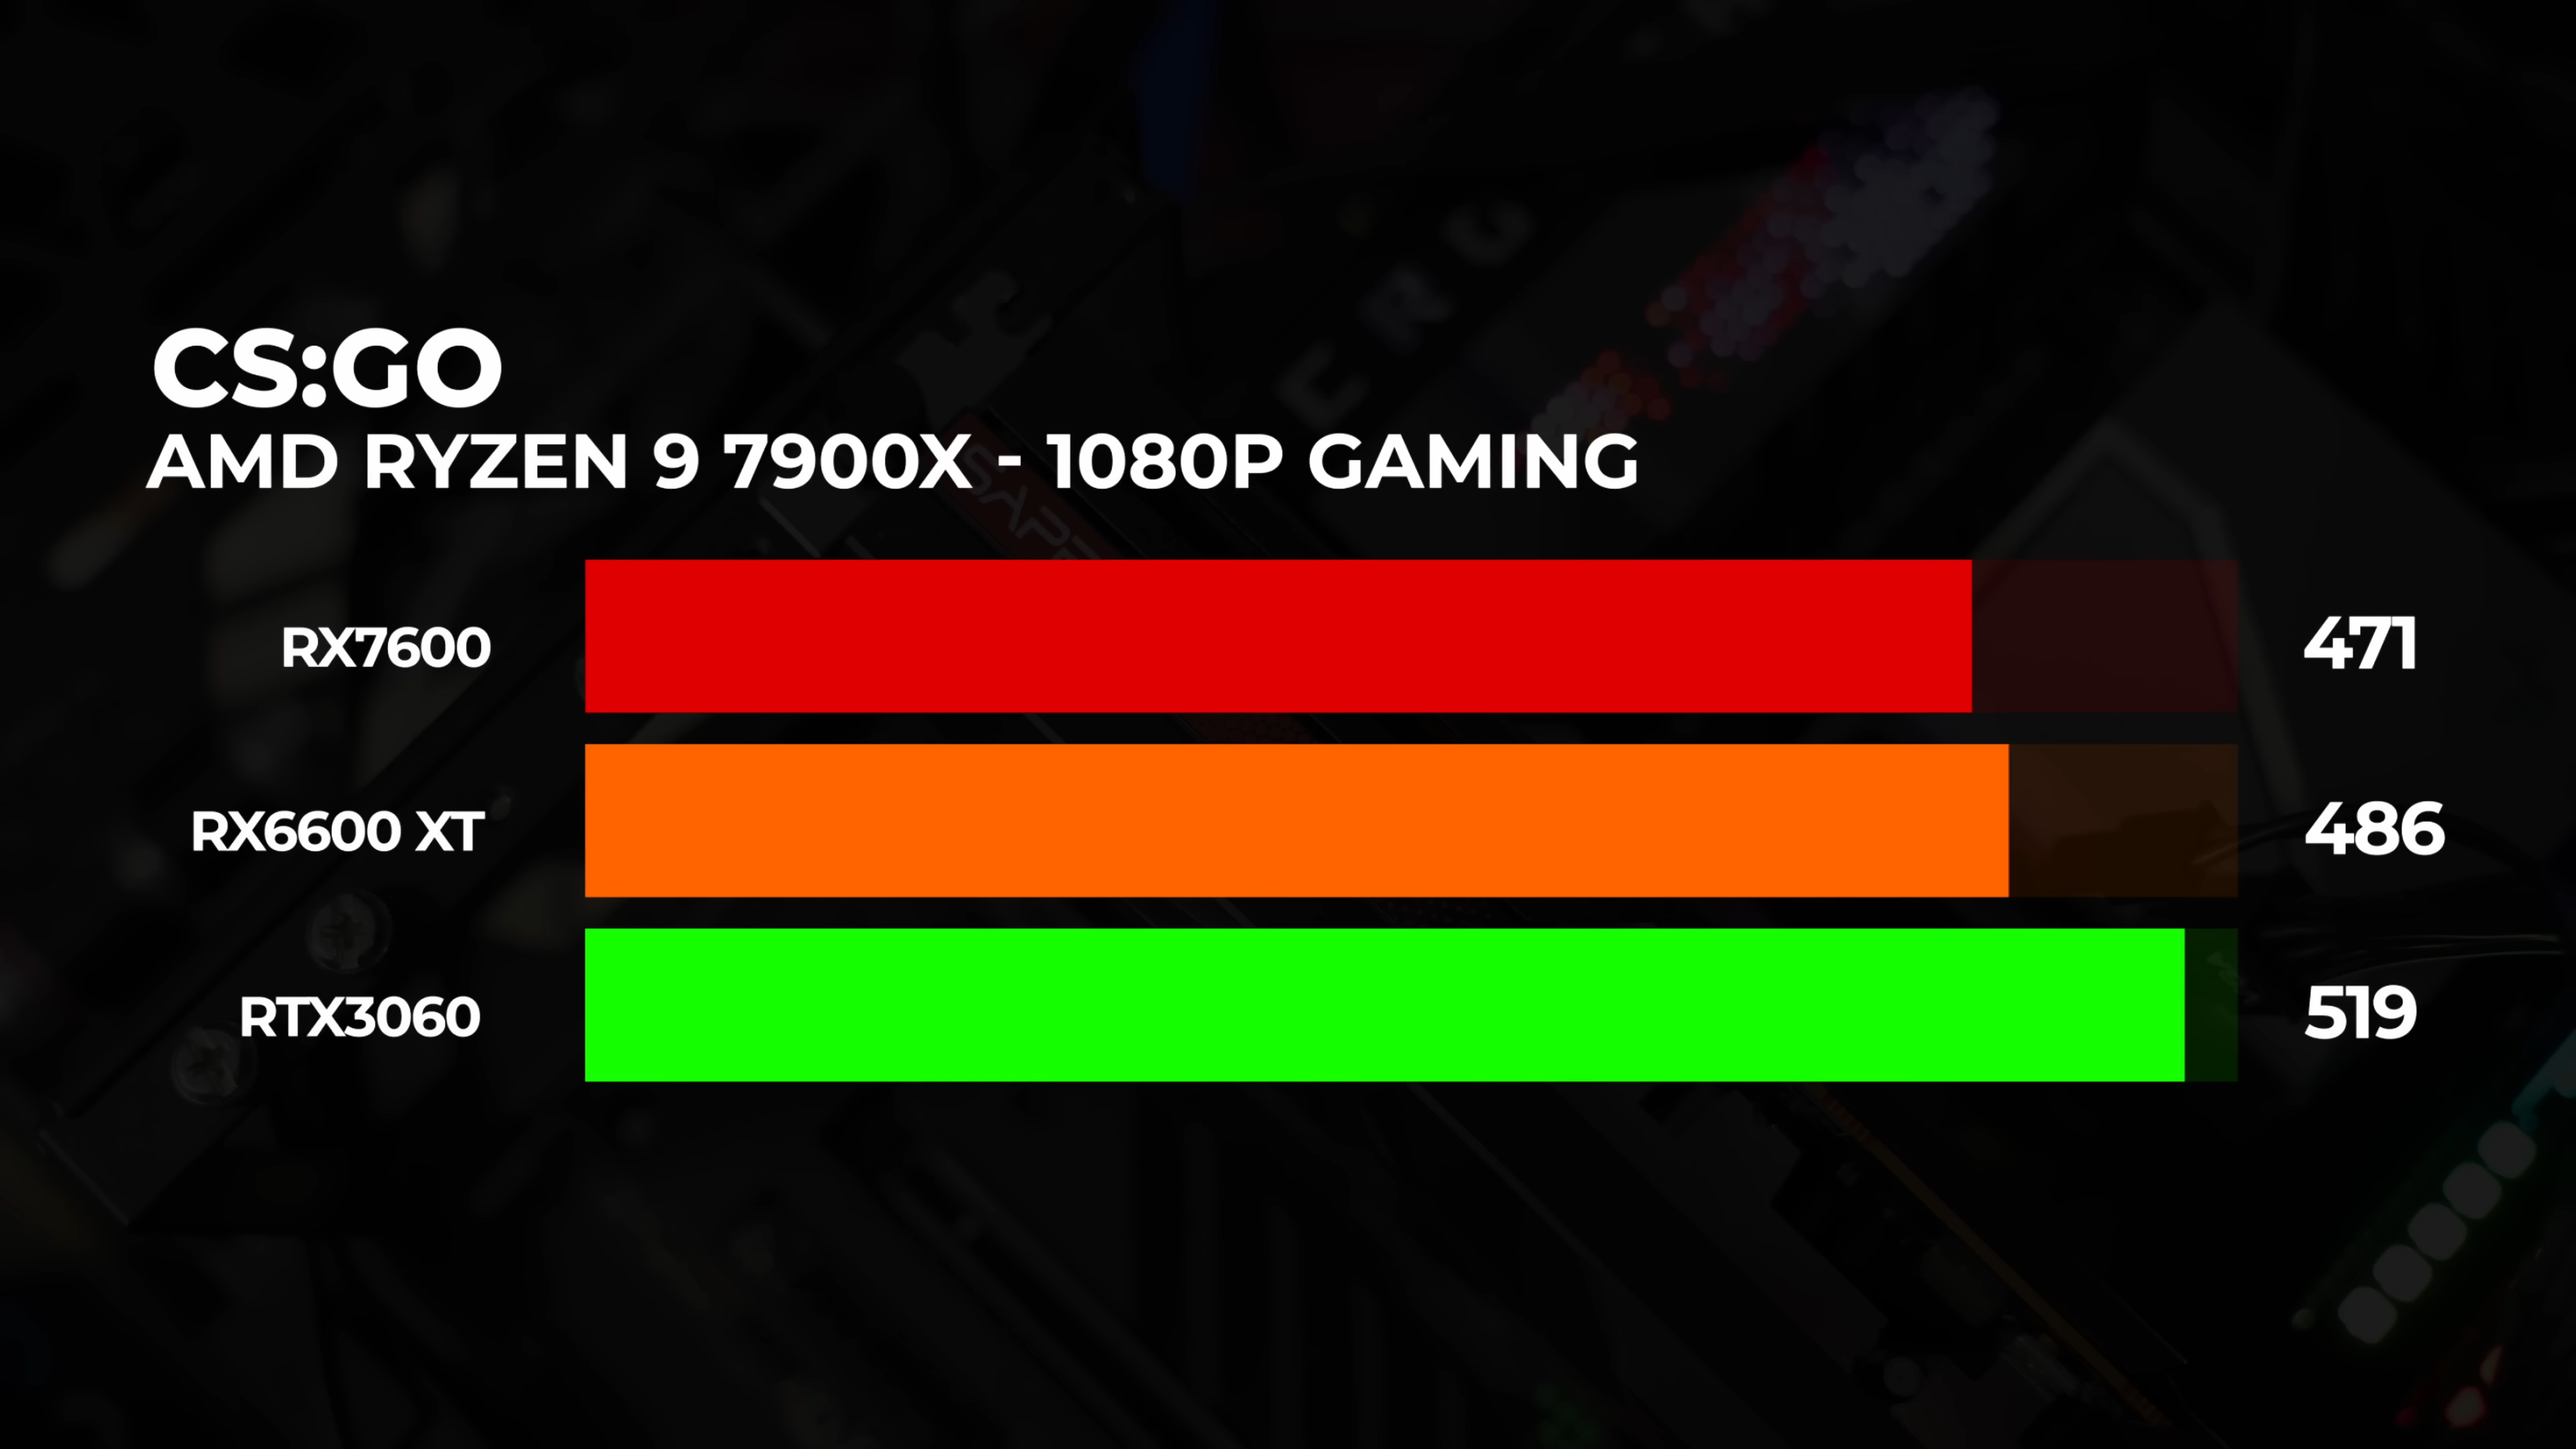 CS:GO
AMD RYZEN 9 7900X - 1080P GAMING
RX7600 471
RX6600 XT 486
RTX3060 519